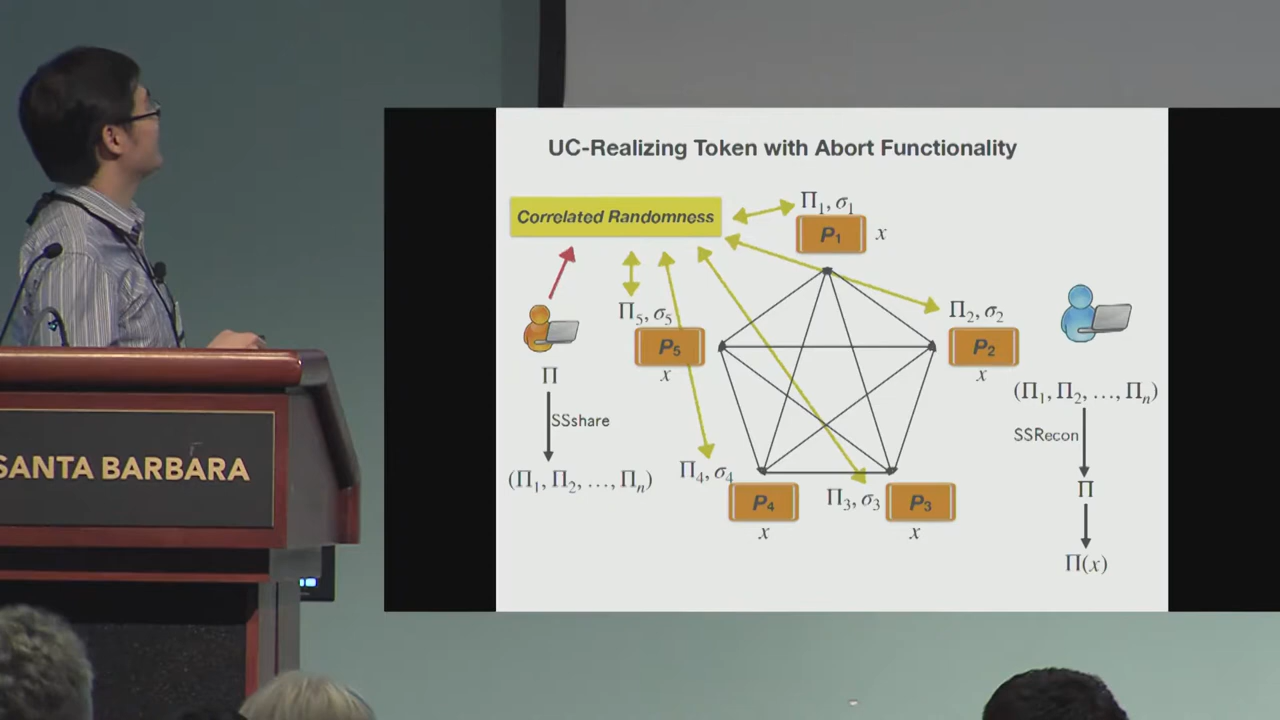 UC-Realizing Token with Abort Functionality
Correlated Randomness
Π₁, σ₁
P₁
x
Π₅, σ₅
P₅
x
Π₂, σ₂
P₂
x
Π
SSshare
(Π₁, Π₂, …, Πₙ)
(Π₁, Π₂, …, Πₙ)
SSRecon
Π
Π(x)
Π₄, σ₄
P₄
x
Π₃, σ₃
P₃
x
SANTA BARBARA